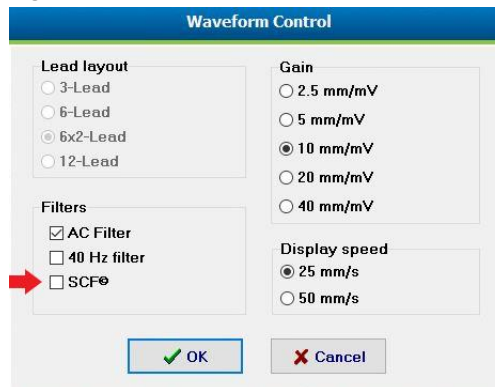 Waveform Control
Lead layout
3-Lead
6-Lead
6x2-Lead
12-Lead
Filters
AC Filter
40 Hz filter
SCF©
Gain
2.5 mm/mV
5 mm/mV
10 mm/mV
20 mm/mV
40 mm/mV
Display speed
25 mm/s
50 mm/s
OK
Cancel